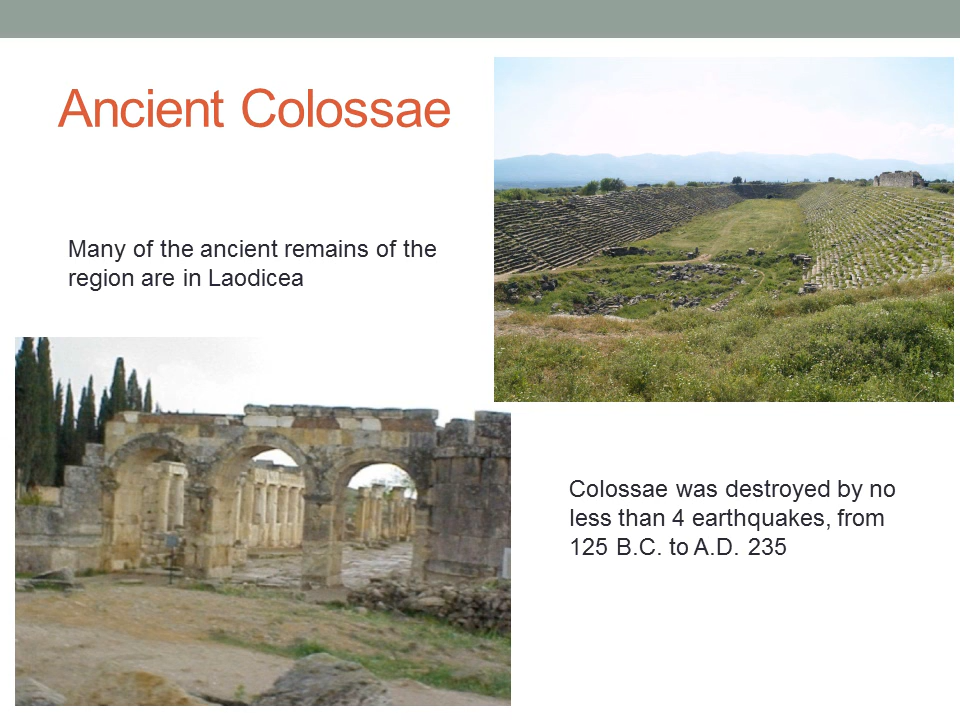 Ancient Colossae
Many of the ancient remains of the
region are in Laodicea
Colossae was destroyed by no
less than 4 earthquakes, from
125 B.C. to A.D. 235